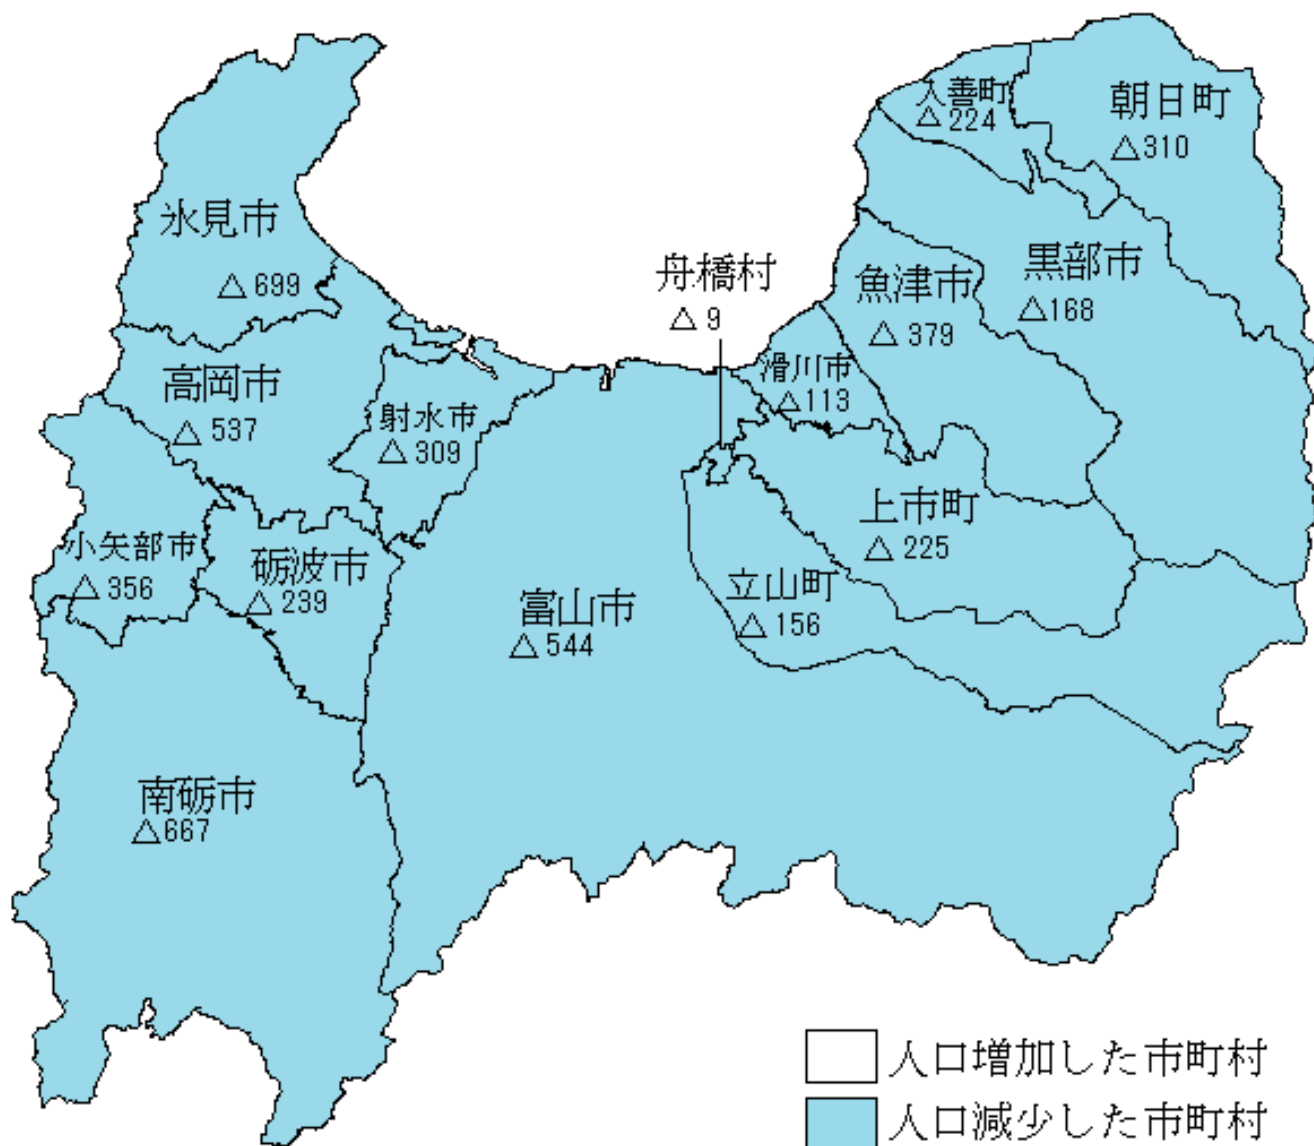 入善町
△ 224
朝日町
△310
氷見市
△ 699
舟橋村
△ 9
魚津市
△ 379
黒部市
△168
高岡市
△ 537
射水市
△ 309
滑川市
△113
小矢部市
△ 356
砺波市
△ 239
富山市
△ 544
立山町
△ 156
上市町
△ 225
南砺市
△667
人口増加した市町村
人口減少した市町村